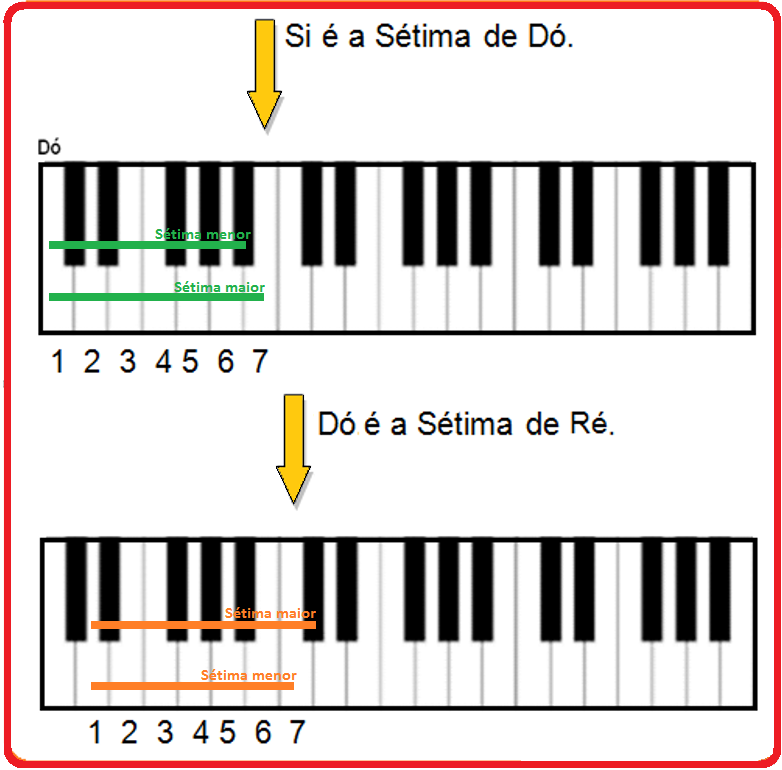 Si é a Sétima de Dó.
Dó
Sétima menor
Sétima maior
1 2 3 4 5 6 7
Dó é a Sétima de Ré.
Sétima maior
Sétima menor
1 2 3 4 5 6 7